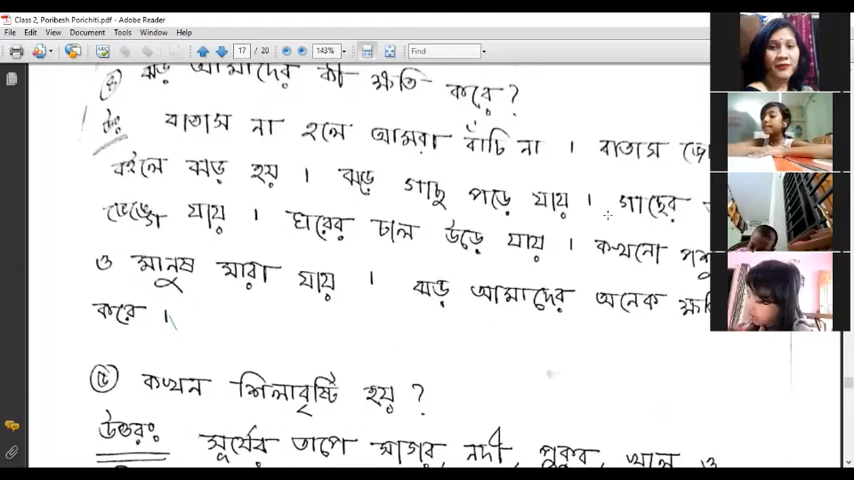 Class 2, Poribesh Porichiti.pdf - Adobe Reader
File Edit View Document Tools Window Help
17 / 20 143% Find
ঝড় আমাদের কী ক্ষতি করে?
উঃ বাতাস না হলে আমরা বাঁচি না । বাতাস
বইলে ঝড় হয় । ঝড়ে গাছ পড়ে যায় । গাছের
ভেঙ্গে যায় । ঘরের চাল উড়ে যায় । কখনো পশু
ও মানুষ মারা যায় । ঝড় আমাদের অনেক
করে ।
কখন শিলাবৃষ্টি হয় ?
উত্তরঃ সূর্যের তাপে সাগর, নদী, পুকুর, খাল ও